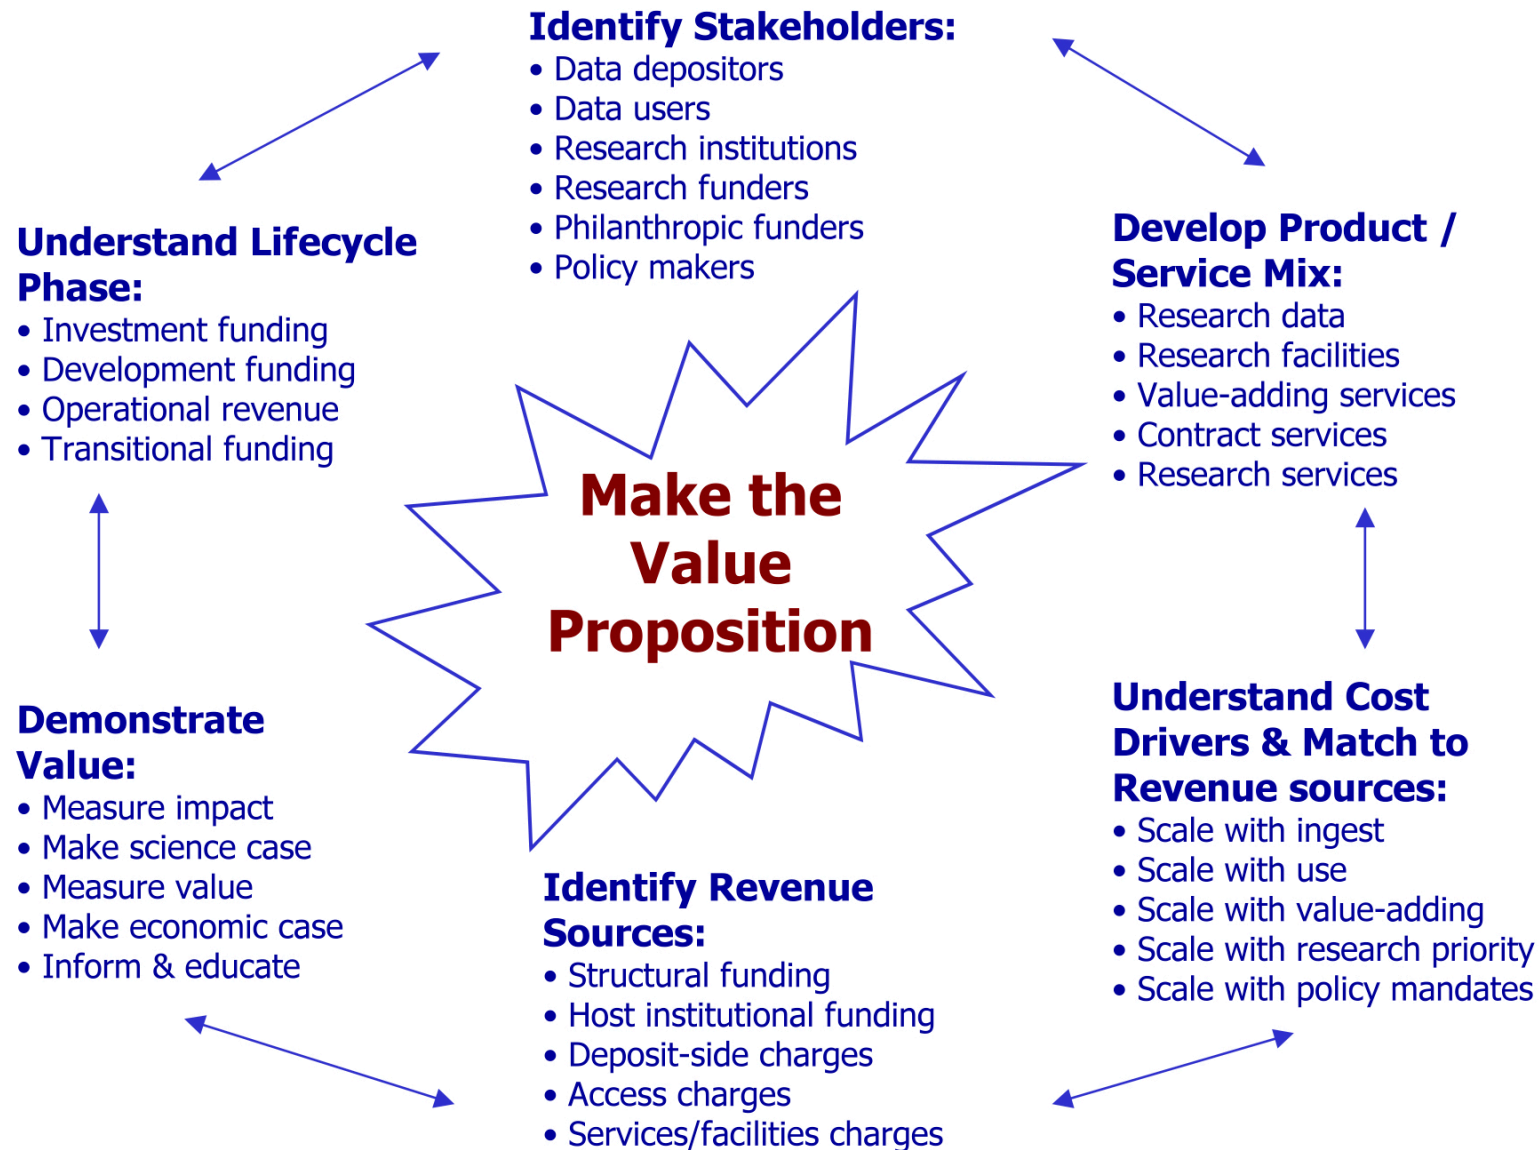 Identify Stakeholders:
• Data depositors
• Data users
• Research institutions
• Research funders
• Philanthropic funders
• Policy makers
Understand Lifecycle
Phase:
• Investment funding
• Development funding
• Operational revenue
• Transitional funding
Develop Product /
Service Mix:
• Research data
• Research facilities
• Value-adding services
• Contract services
• Research services
Make the
Value
Proposition
Demonstrate
Value:
• Measure impact
• Make science case
• Measure value
• Make economic case
• Inform & educate
Understand Cost
Drivers & Match to
Revenue sources:
• Scale with ingest
• Scale with use
• Scale with value-adding
• Scale with research priority
• Scale with policy mandates
Identify Revenue
Sources:
• Structural funding
• Host institutional funding
• Deposit-side charges
• Access charges
• Services/facilities charges